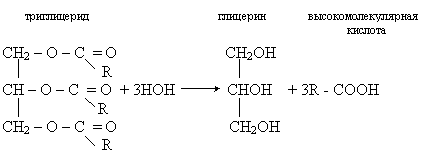 триглицерид глицерин высокомолекулярная
кислота
CH2 – O – C = O CH2OH
R
CH – O – C = O + 3HOH CHOH + 3R - COOH
R
CH2 – O – C = O CH2OH
R